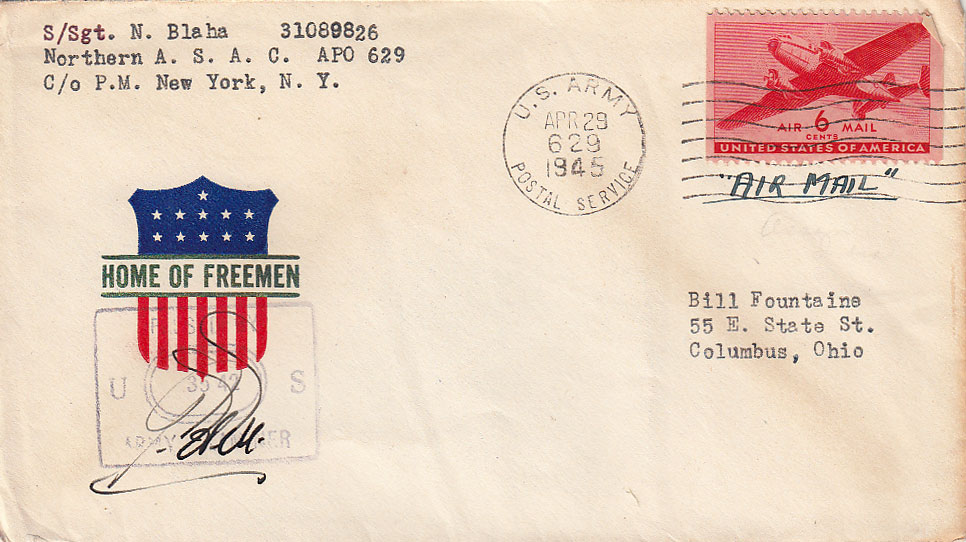 S/Sgt. N. Blaha 31089826
Northern A. S. A. C. APO 629
C/o P.M. New York, N. Y.
U.S. ARMY
APR 29
629
1945
POSTAL SERVICE
AIR 6 MAIL
CENTS
UNITED STATES OF AMERICA
"AIR MAIL"
HOME OF FREEMEN
Bill Fountaine
55 E. State St.
Columbus, Ohio
U S
ARMY